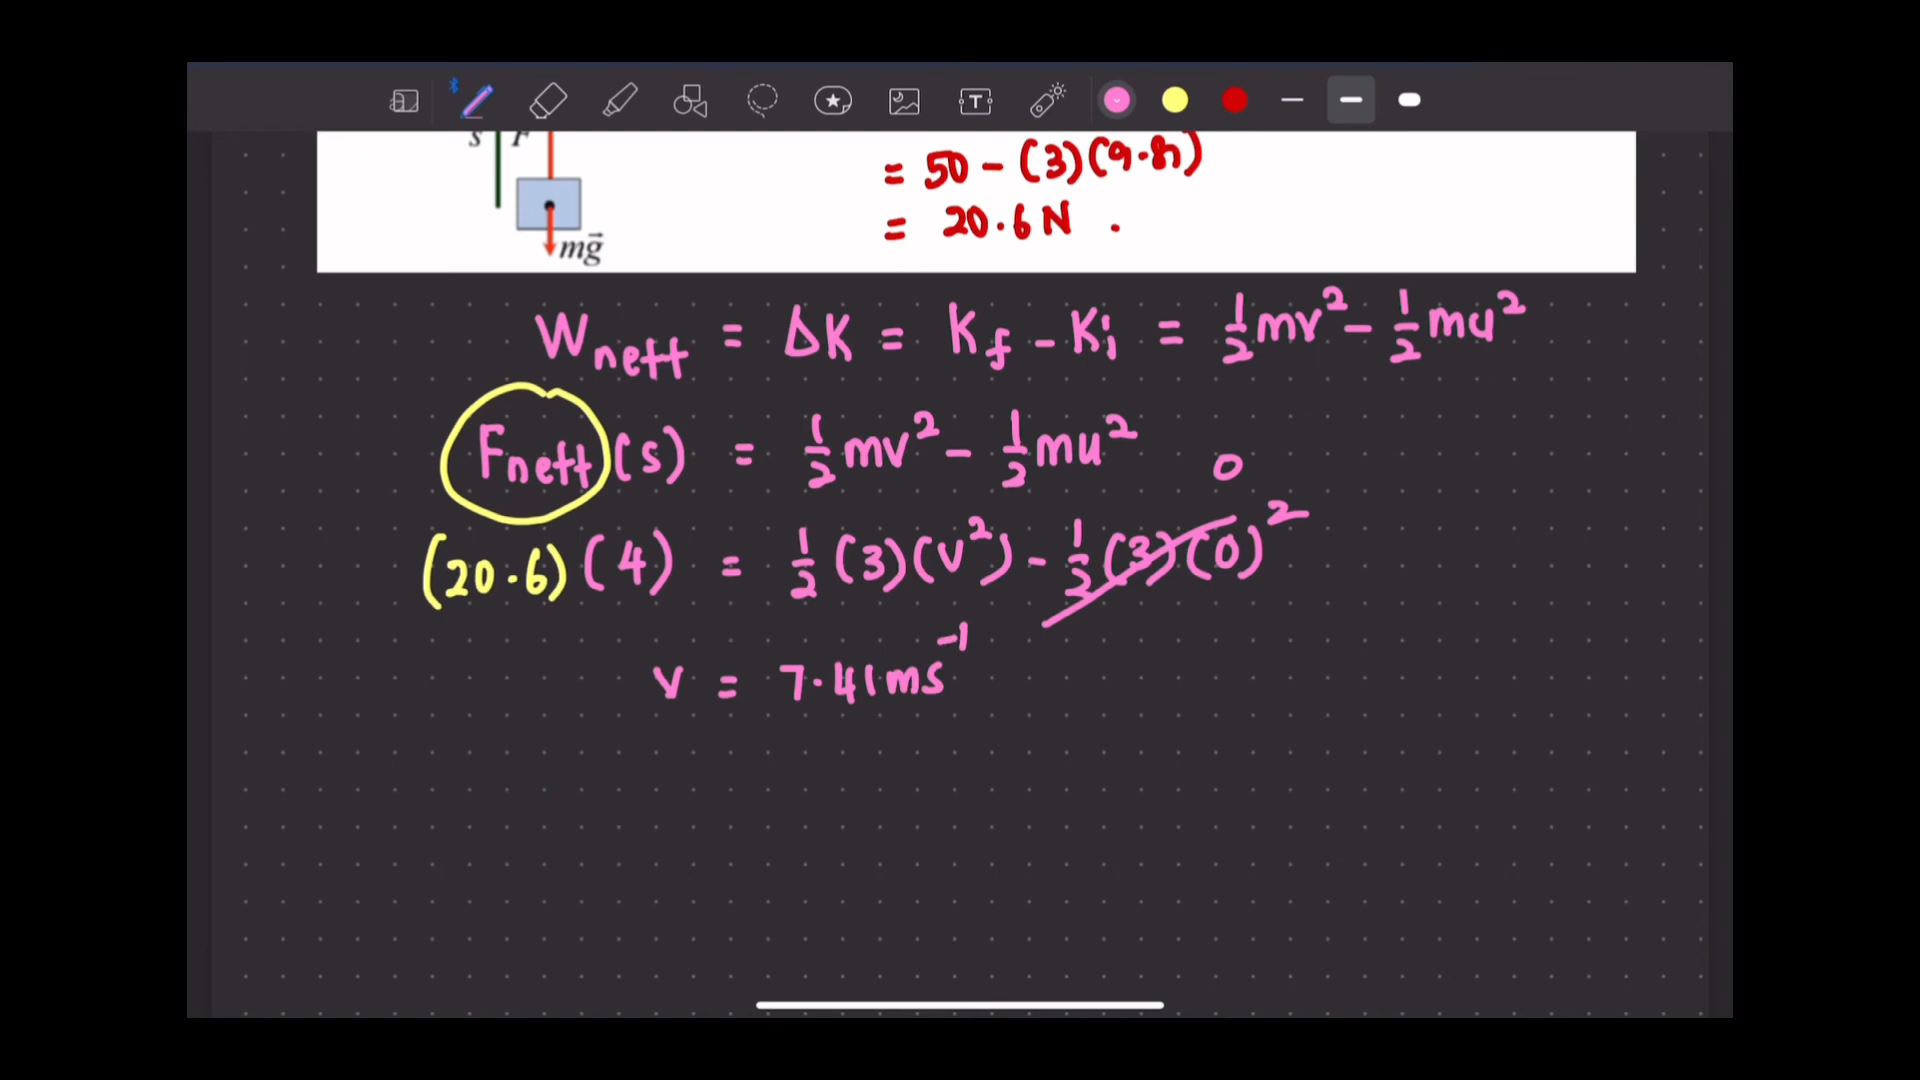 s F
= 50 - (3)(9.81)
= 20.6 N .
mg⃗
W_nett = ΔK = K_f - K_i = ½mv² - ½mu²
F_nett (s) = ½mv² - ½mu²
0
(20.6) (4) = ½ (3)(v²) - ½ (3)(0)²
v = 7.41 ms⁻¹